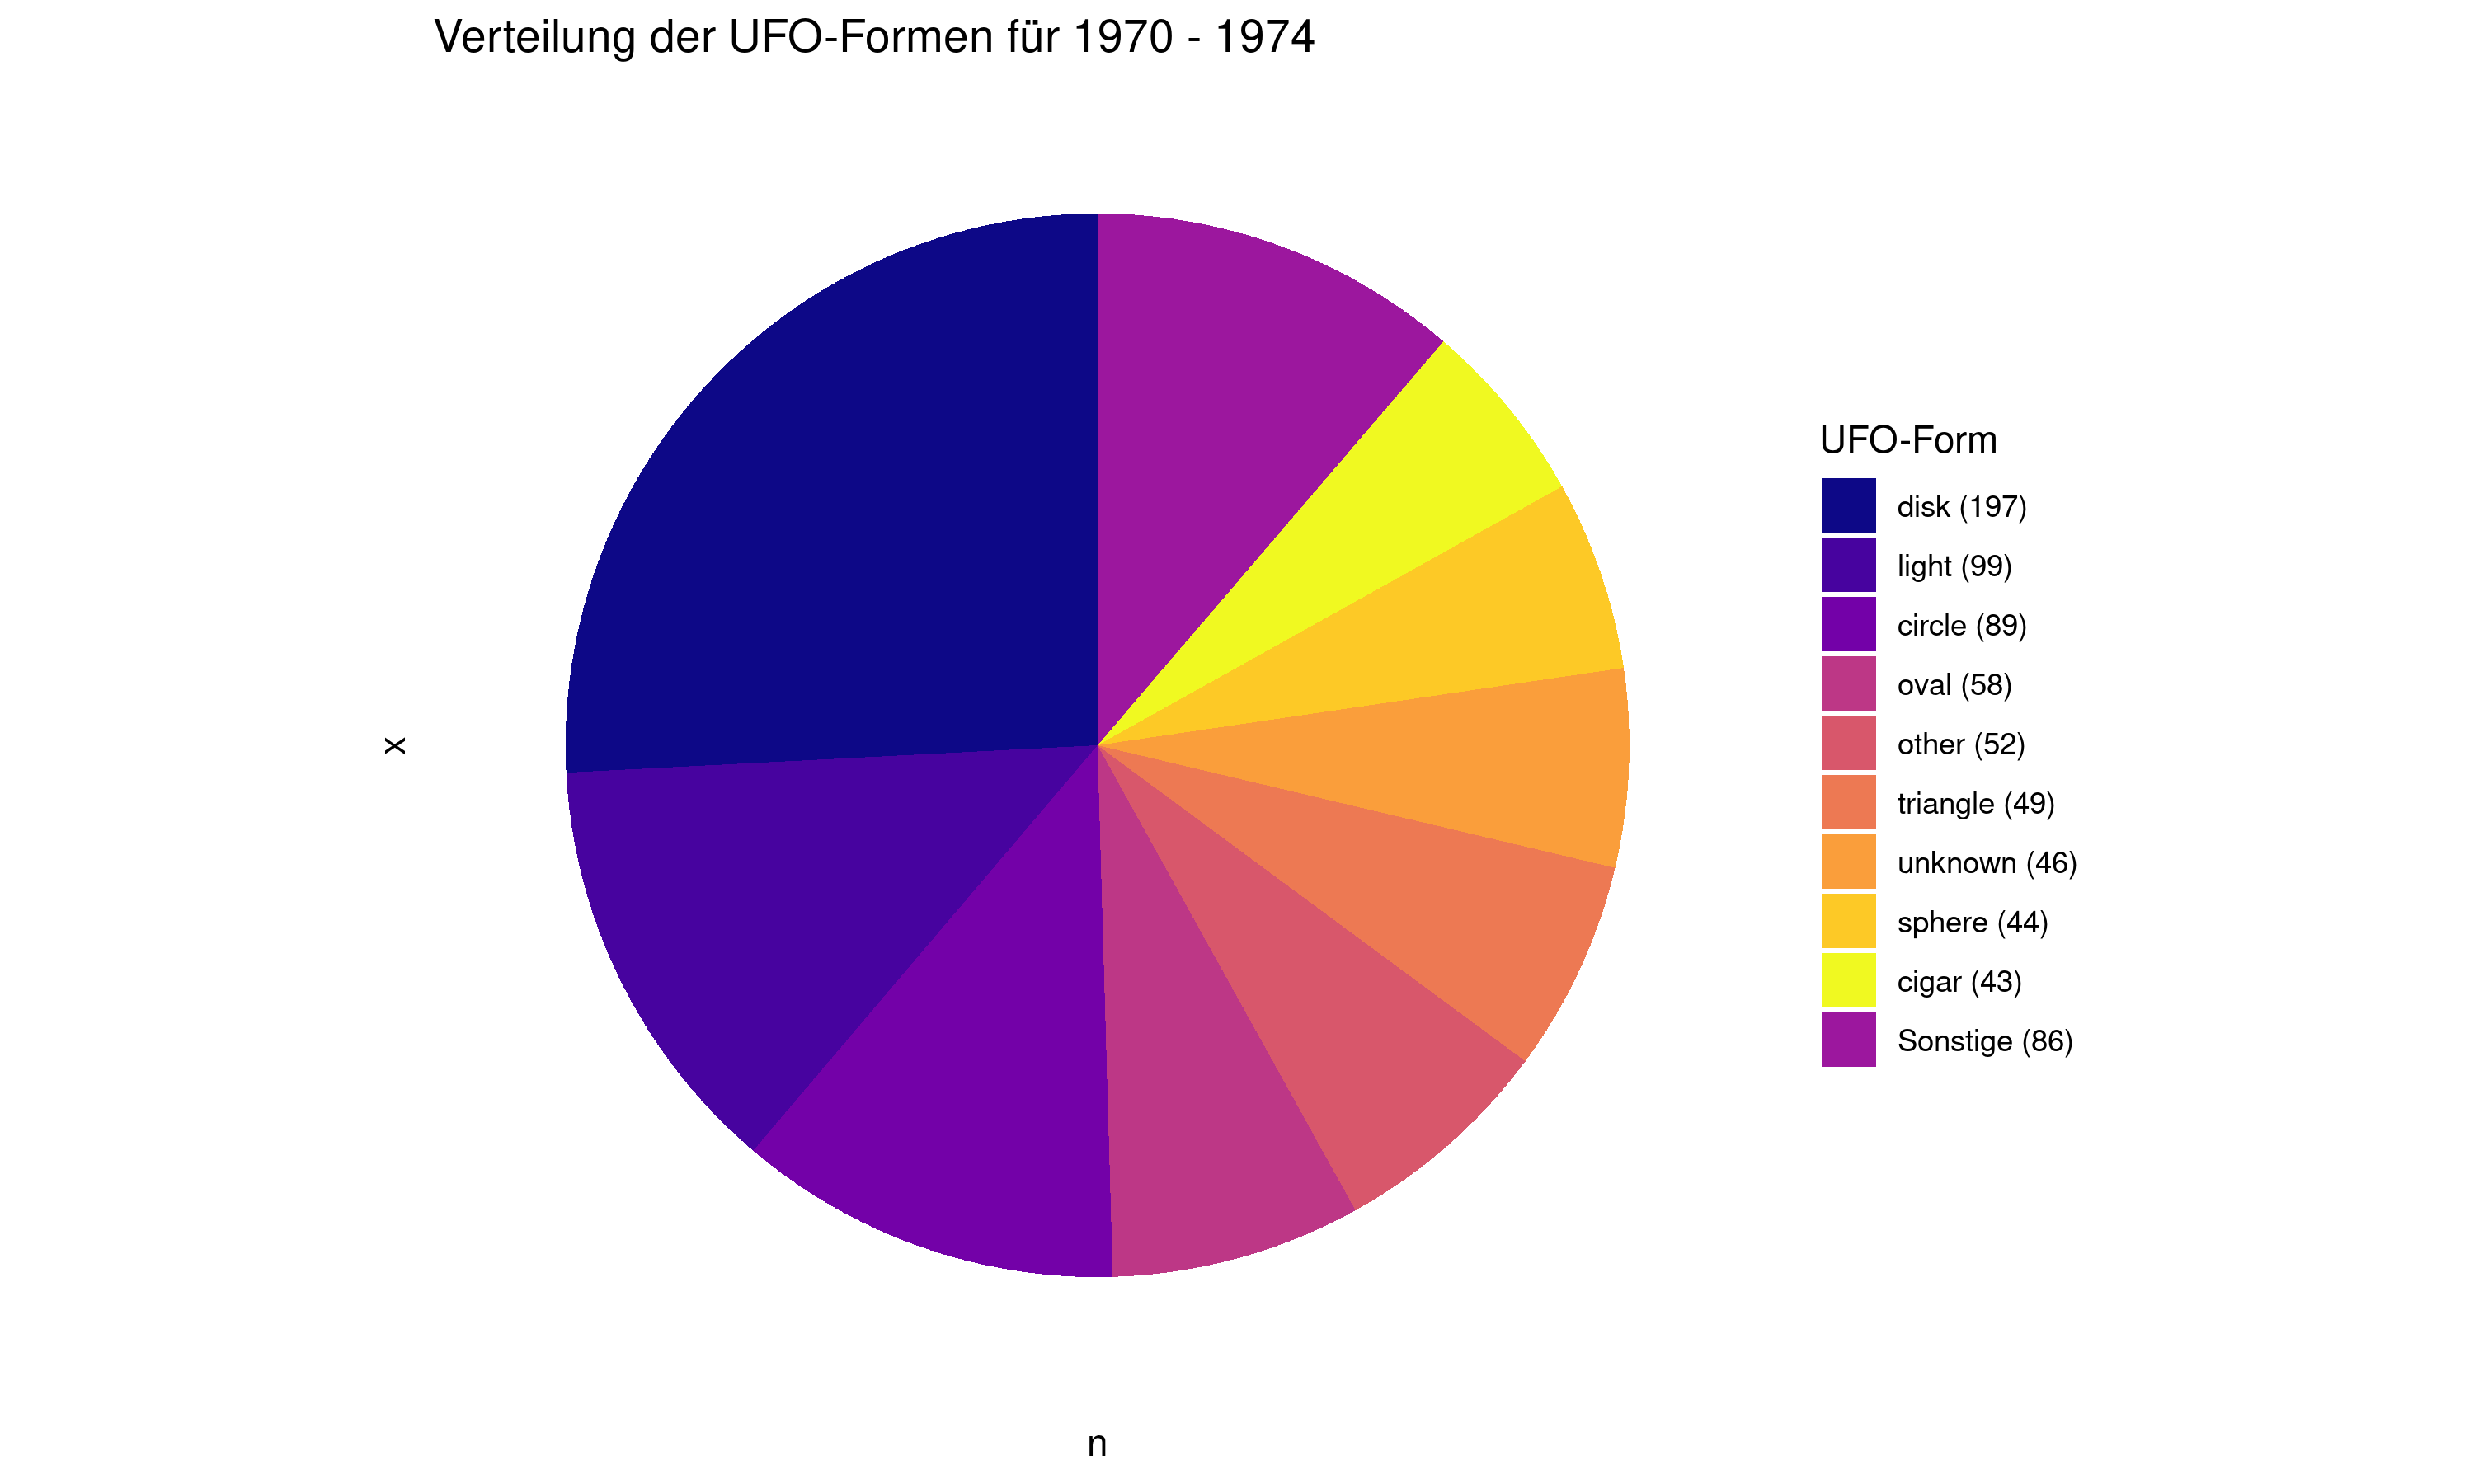 Verteilung der UFO-Formen für 1970 - 1974
x
n
UFO-Form
disk (197)
light (99)
circle (89)
oval (58)
other (52)
triangle (49)
unknown (46)
sphere (44)
cigar (43)
Sonstige (86)